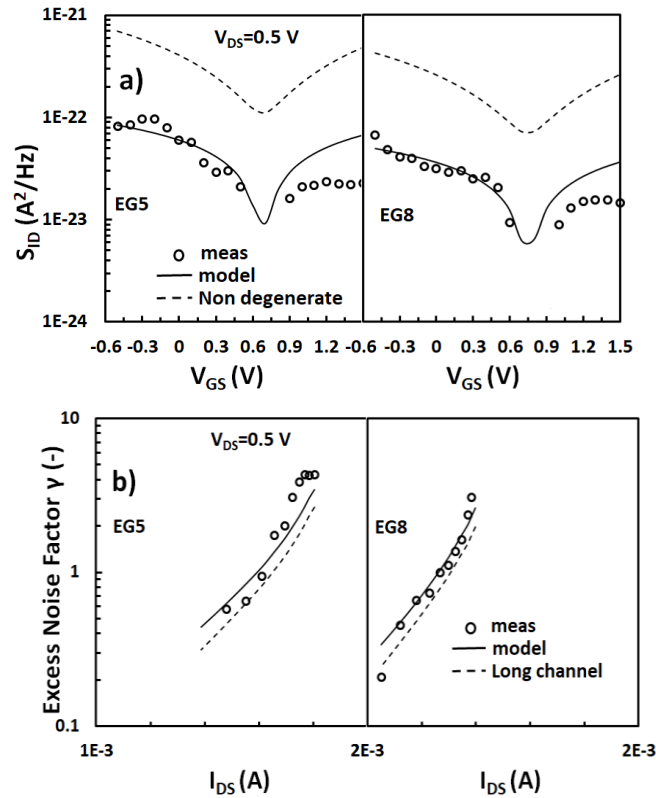 V_DS=0.5 V
a)
1E-21
1E-22
1E-23
1E-24
S_ID (A²/Hz)
EG5
EG8
meas
model
Non degenerate
-0.6 -0.3 0 0.3 0.6 0.9 1.2 -0.6 -0.3 0 0.3 0.6 0.9 1.2 1.5
V_GS (V) V_GS (V)
V_DS=0.5 V
b)
10
1
0.1
Excess Noise Factor γ (-)
EG5
EG8
meas
model
Long channel
1E-3 2E-3 2E-3
I_DS (A) I_DS (A)